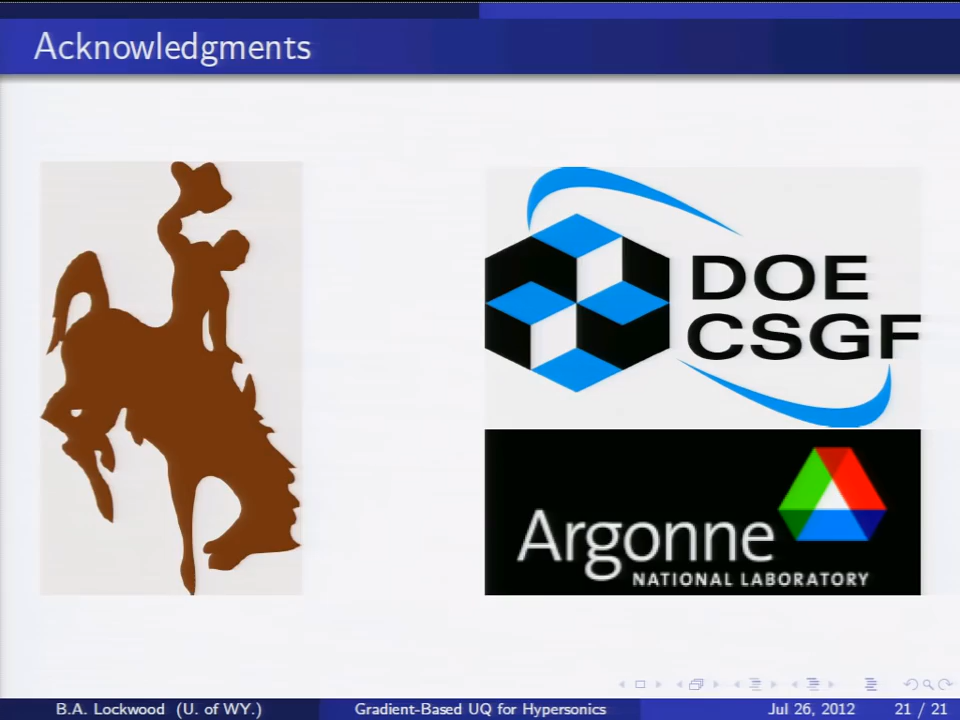 Acknowledgments
DOE
CSGF
Argonne
NATIONAL LABORATORY
B.A. Lockwood (U. of WY.) Gradient-Based UQ for Hypersonics Jul 26, 2012 21 / 21